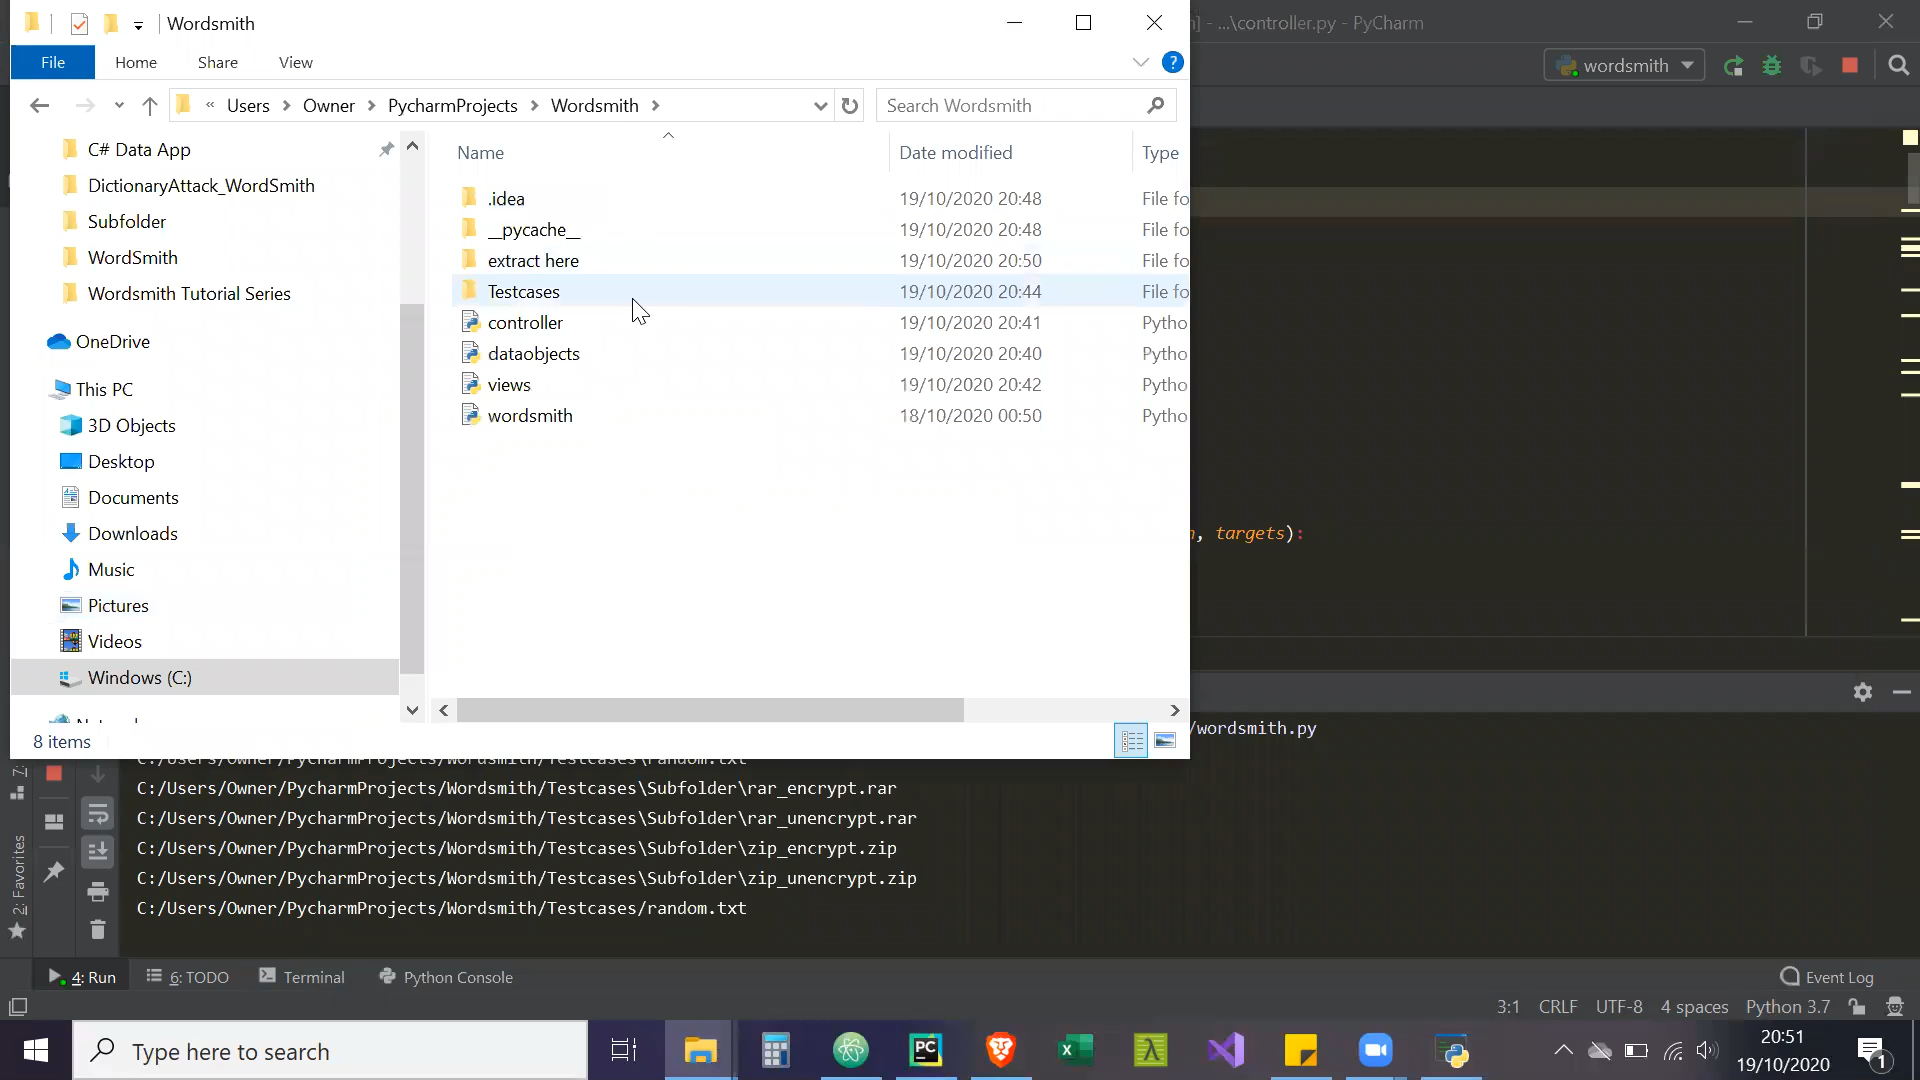 Wordsmith
] - ...\controller.py - PyCharm
File Home Share View ?
wordsmith
« Users > Owner > PycharmProjects > Wordsmith >
Search Wordsmith
Name Date modified Type
C# Data App
DictionaryAttack_WordSmith
Subfolder
WordSmith
Wordsmith Tutorial Series
OneDrive
This PC
3D Objects
Desktop
Documents
Downloads
Music
Pictures
Videos
Windows (C:)
.idea 19/10/2020 20:48 File fo
__pycache__ 19/10/2020 20:48 File fo
extract here 19/10/2020 20:50 File fo
Testcases 19/10/2020 20:44 File fo
controller 19/10/2020 20:41 Pytho
dataobjects 19/10/2020 20:40 Pytho
views 19/10/2020 20:42 Pytho
wordsmith 18/10/2020 00:50 Pytho
8 items
, targets):
/wordsmith.py
C:/Users/Owner/PycharmProjects/Wordsmith/Testcases\random.txt
C:/Users/Owner/PycharmProjects/Wordsmith/Testcases\Subfolder\rar_encrypt.rar
C:/Users/Owner/PycharmProjects/Wordsmith/Testcases\Subfolder\rar_unencrypt.rar
C:/Users/Owner/PycharmProjects/Wordsmith/Testcases\Subfolder\zip_encrypt.zip
C:/Users/Owner/PycharmProjects/Wordsmith/Testcases\Subfolder\zip_unencrypt.zip
C:/Users/Owner/PycharmProjects/Wordsmith/Testcases/random.txt
2: Favorites
4: Run 6: TODO Terminal Python Console Event Log
3:1 CRLF UTF-8 4 spaces Python 3.7
Type here to search
PC
20:51
19/10/2020
1